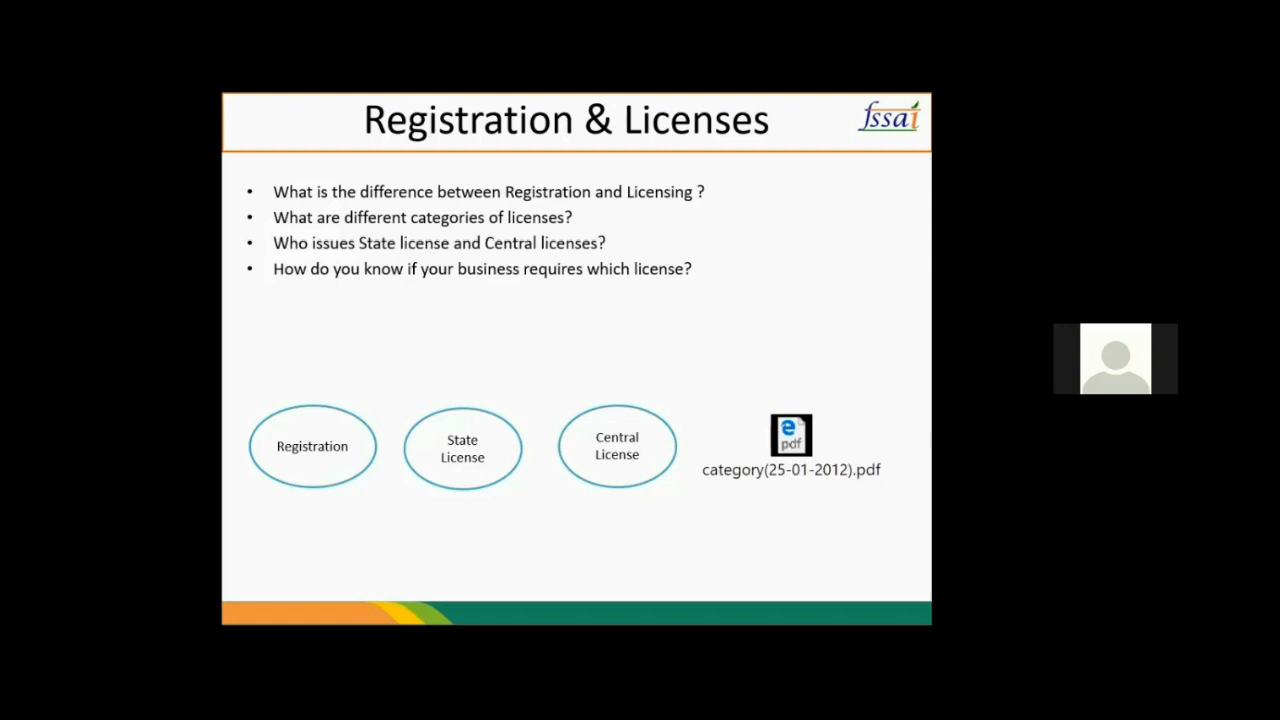 Registration & Licenses
fssai
• What is the difference between Registration and Licensing ?
• What are different categories of licenses?
• Who issues State license and Central licenses?
• How do you know if your business requires which license?
Registration
State
License
Central
License
e
pdf
category(25-01-2012).pdf